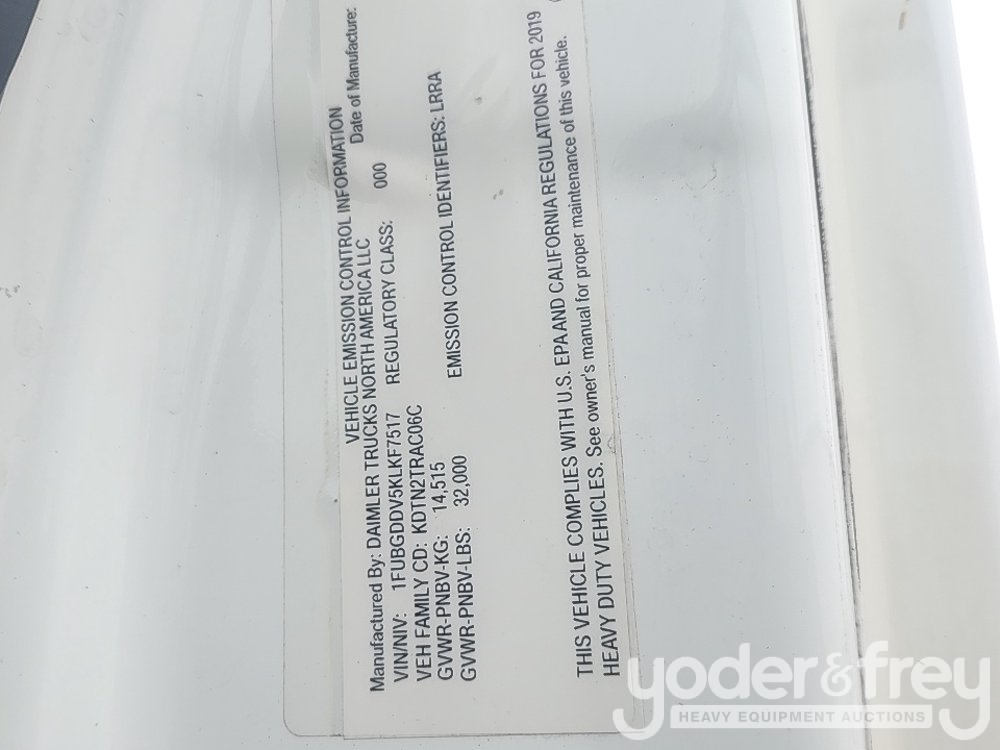 VEHICLE EMISSION CONTROL INFORMATION
Manufactured By: DAIMLER TRUCKS NORTH AMERICA LLC Date of Manufacture:
VIN/NIV: 1FUBGDDV5KLKF7517 REGULATORY CLASS: 000
VEH FAMILY CD: KDTN2TRAC06C
GVWR-PNBV-KG: 14,515
GVWR-PNBV-LBS: 32,000 EMISSION CONTROL IDENTIFIERS: LRRA
THIS VEHICLE COMPLIES WITH U.S. EPA AND CALIFORNIA REGULATIONS FOR 2019
HEAVY DUTY VEHICLES. See owner's manual for proper maintenance of this vehicle.
yoder&frey
HEAVY EQUIPMENT AUCTIONS